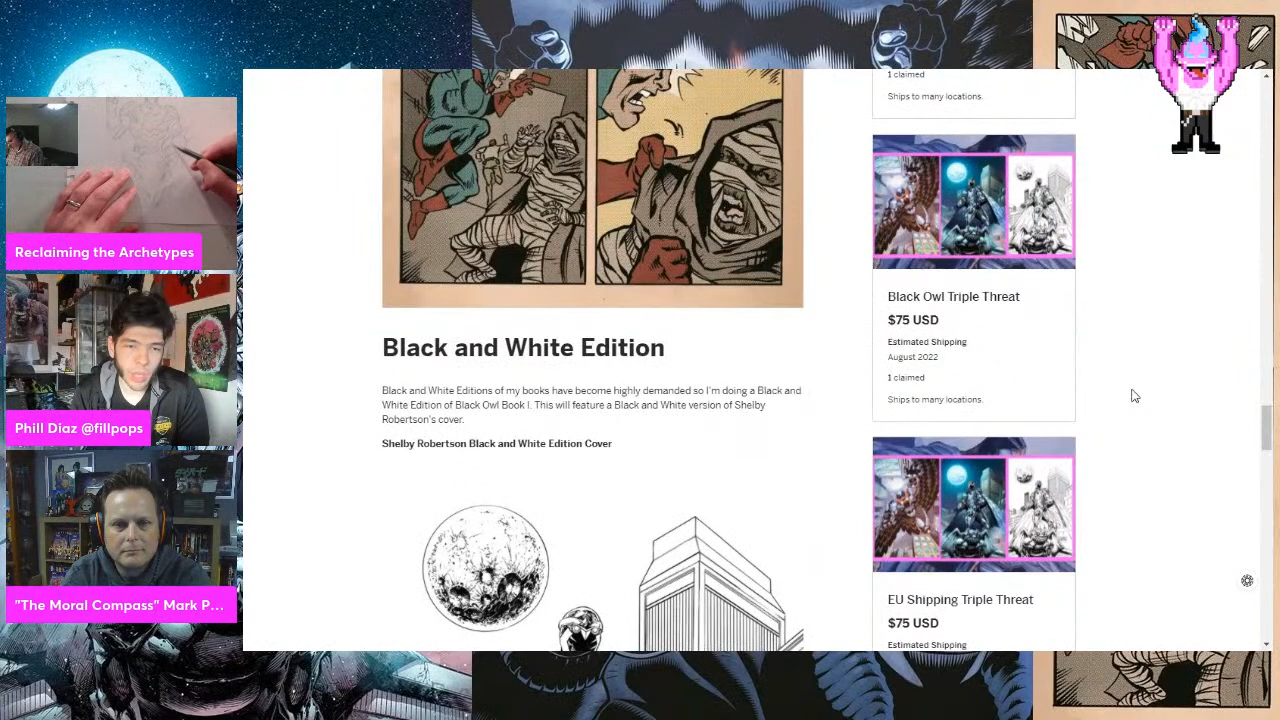 Reclaiming the Archetypes
Phill Diaz @fillpops
"The Moral Compass" Mark P...
Black and White Edition
Black and White Editions of my books have become highly demanded so I'm doing a Black and
White Edition of Black Owl Book I. This will feature a Black and White version of Shelby
Robertson's cover.
Shelby Robertson Black and White Edition Cover
1 claimed
Ships to many locations.
Black Owl Triple Threat
$75 USD
Estimated Shipping
August 2022
1 claimed
Ships to many locations.
EU Shipping Triple Threat
$75 USD
Estimated Shipping